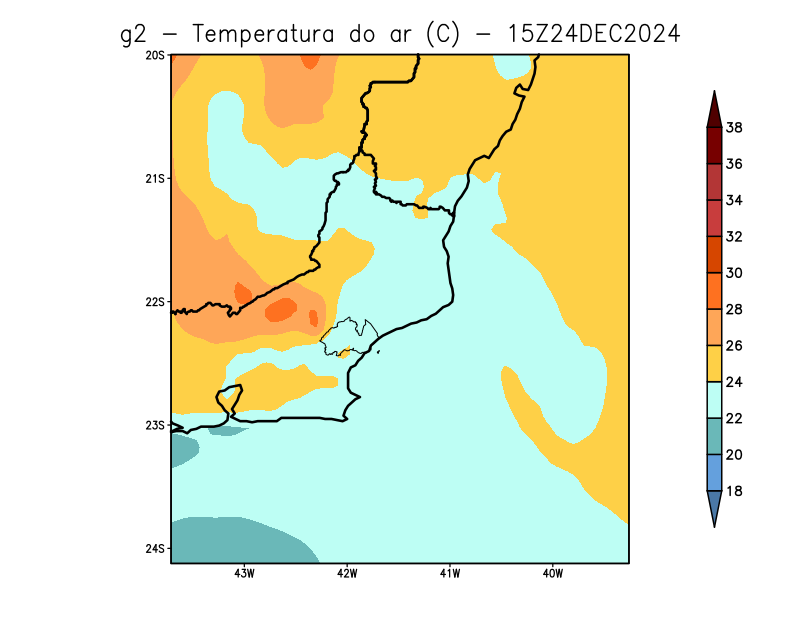 g2 – Temperatura do ar (C) – 15Z24DEC2024
20S
21S
22S
23S
24S
43W
42W
41W
40W
38
36
34
32
30
28
26
24
22
20
18